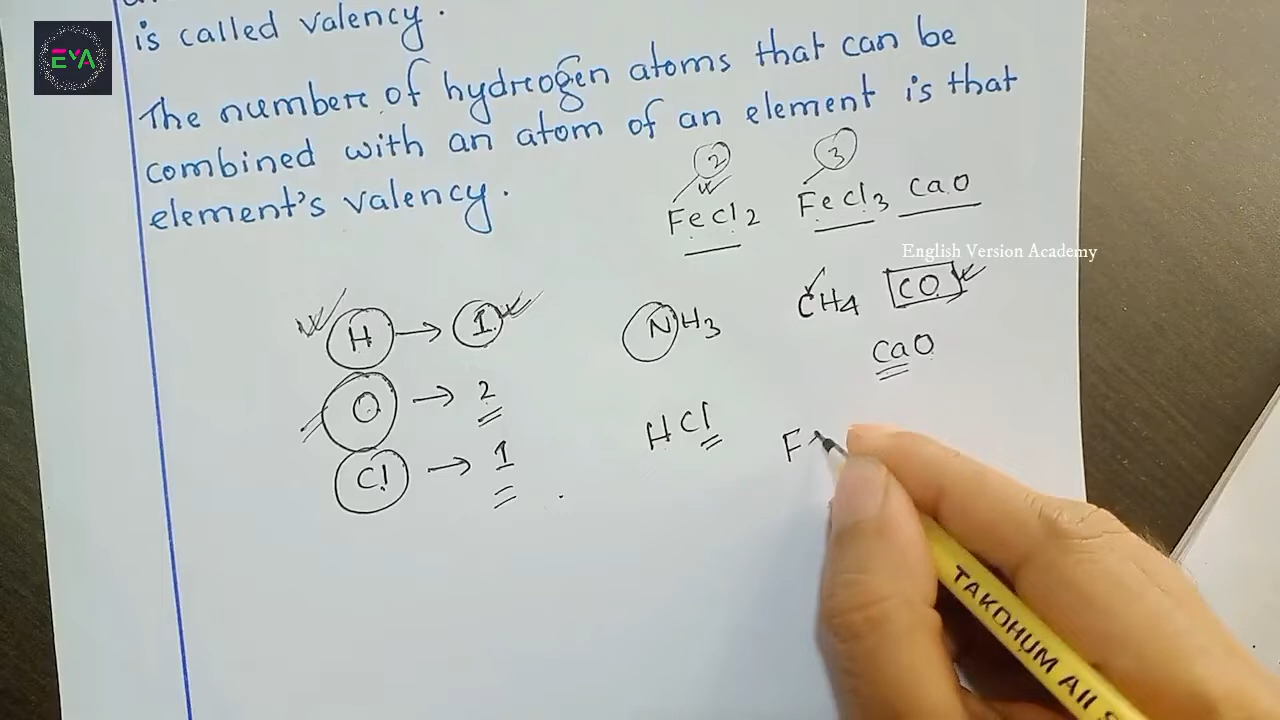 is called valency.
EVA
The number of hydrogen atoms that can be
combined with an atom of an element is that
element's valency.
2 3
FeCl2 FeCl3 CaO
English Version Academy
H → 1 NH3 CH4 CO
O → 2 CaO
Cl → 1 HCl F
TAKDHUM All